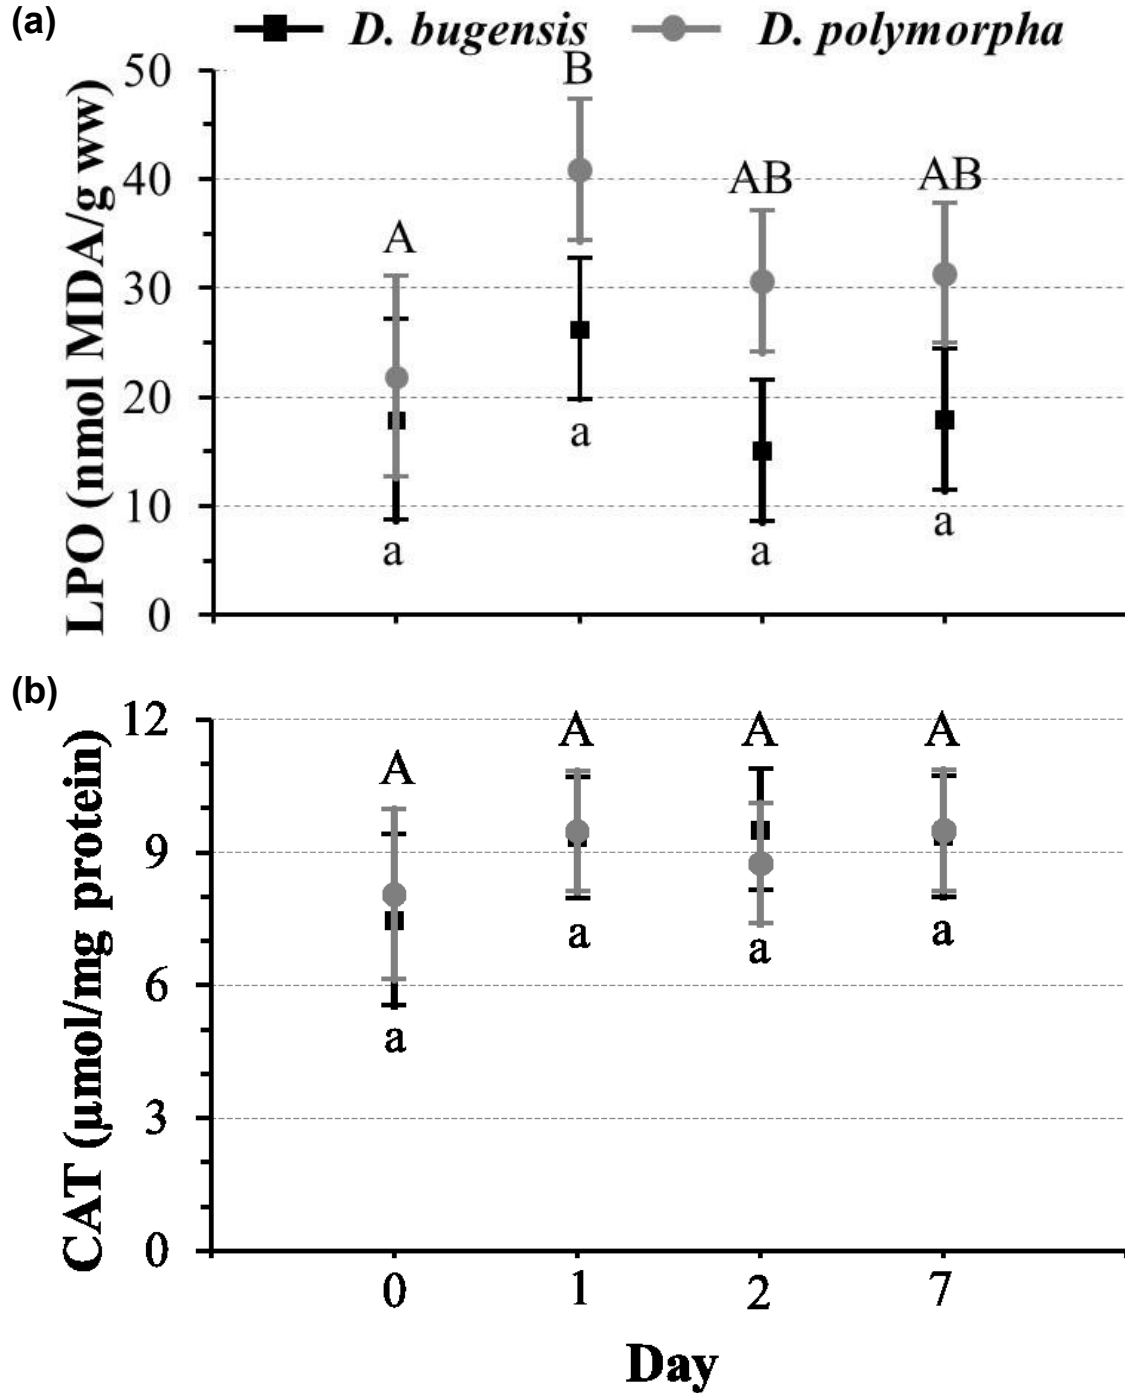 (a)
D. bugensis D. polymorpha
LPO (nmol MDA/g ww)
50
40
30
20
10
0
A
B
AB
AB
a
a
a
a
(b)
CAT (μmol/mg protein)
12
9
6
3
0
A
A
A
A
a
a
a
a
0 1 2 7
Day